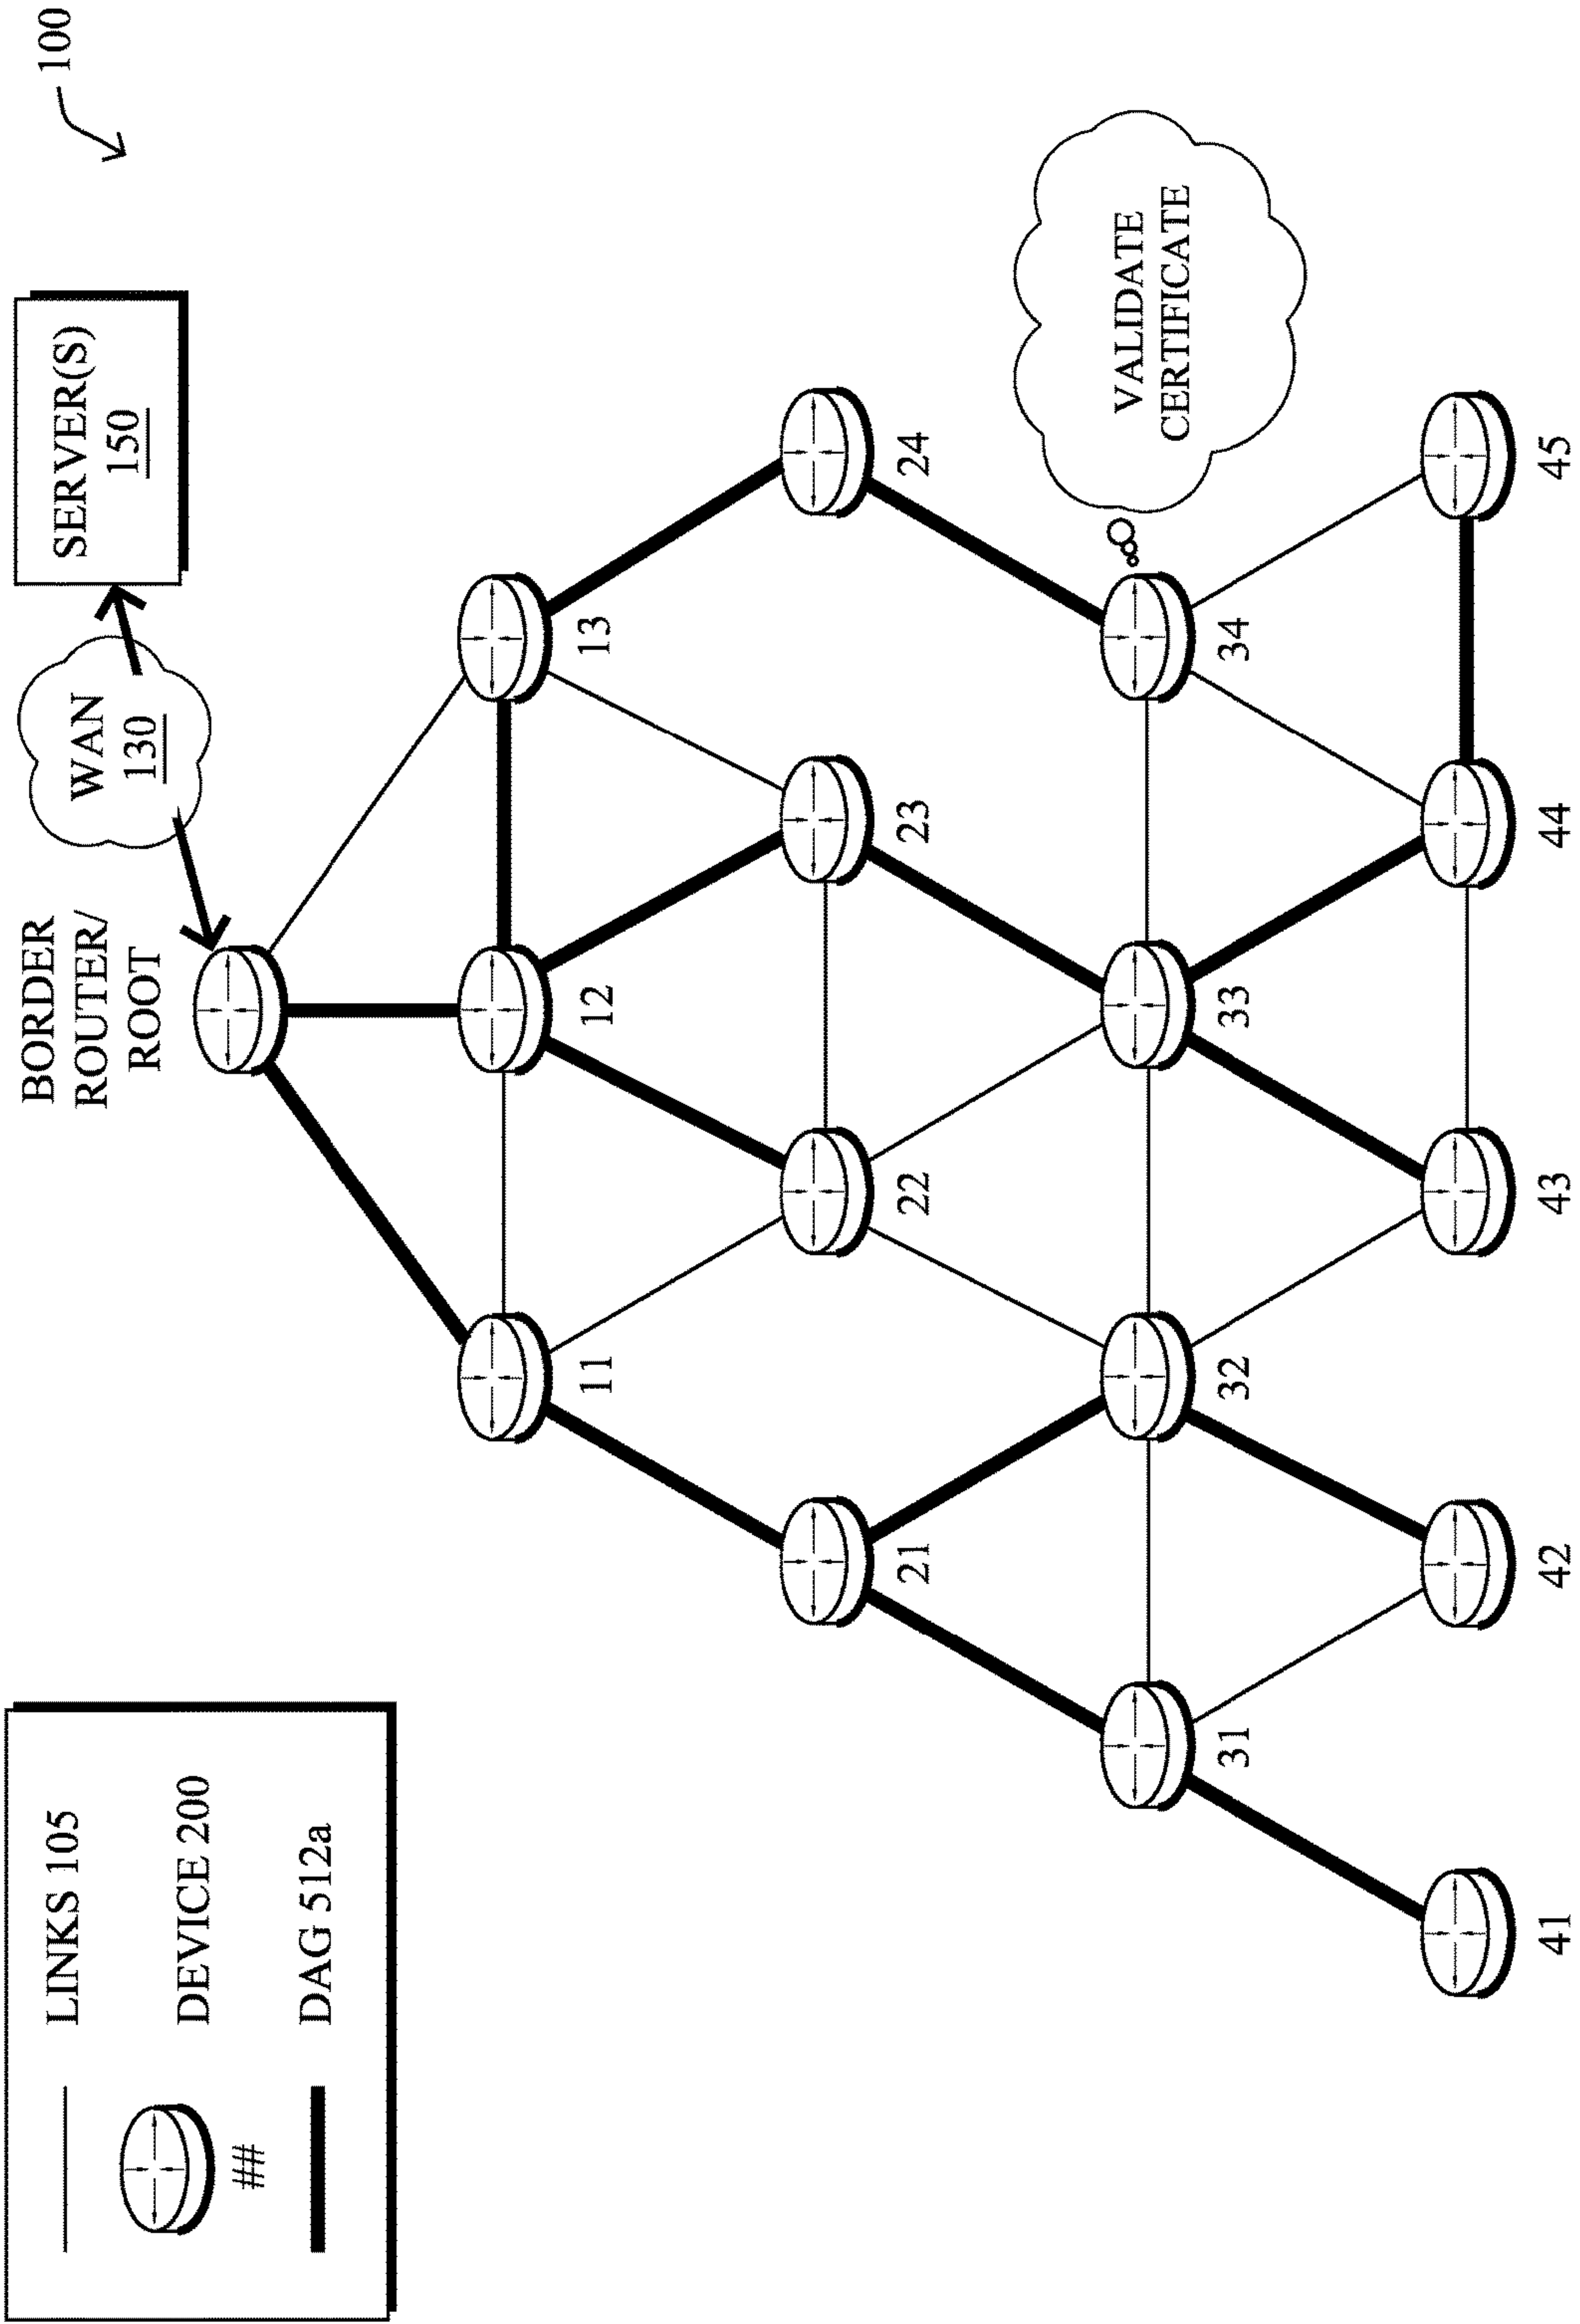 100
LINKS 105
DEVICE 200
##
DAG 512a
BORDER
ROUTER/
ROOT
WAN
130
SERVER(S)
150
11
12
13
21
22
23
24
31
32
33
34
VALIDATE
CERTIFICATE
41
42
43
44
45